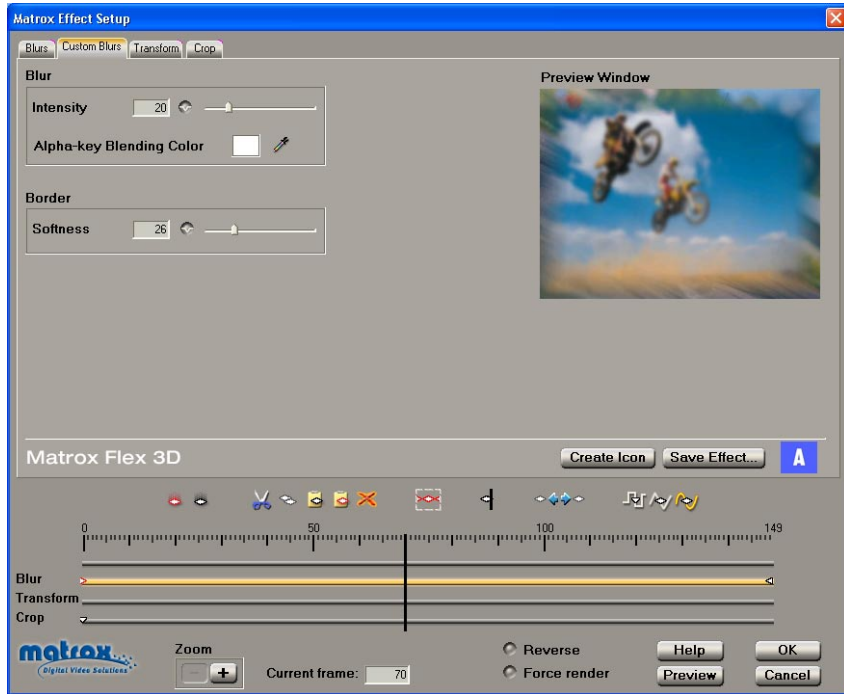 Matrox Effect Setup
Blurs Custom Blurs Transform Crop
Blur
Intensity 20
Alpha-key Blending Color
Border
Softness 26
Preview Window
Matrox Flex 3D
Create Icon Save Effect... A
0 50 100 149
Blur
Transform
Crop
matrox
Digital Video Solutions
Zoom
- +
Current frame: 70
Reverse
Force render
Help OK
Preview Cancel